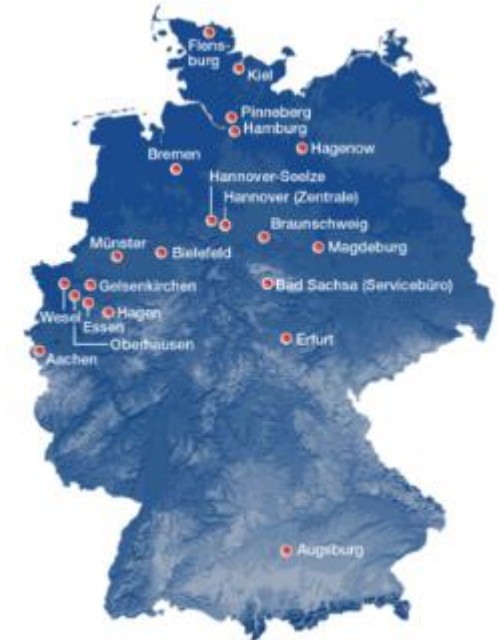 Flens-
burg
Kiel
Pinneberg
Hamburg
Hagenow
Bremen
Hannover-Seelze
Hannover (Zentrale)
Braunschweig
Münster
Bielefeld
Magdeburg
Gelsenkirchen
Bad Sachsa (Servicebüro)
Wesel
Hagen
Essen
Oberhausen
Erfurt
Aachen
Augsburg